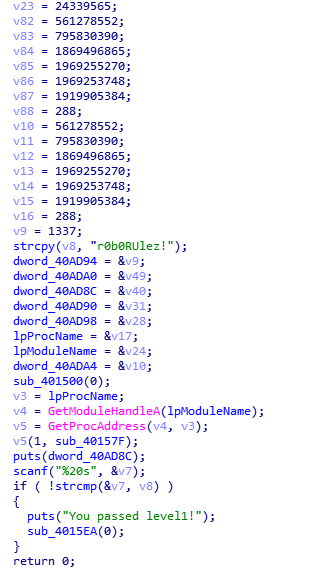 v23 = 24339565;
v82 = 561278552;
v83 = 795830390;
v84 = 1869496865;
v85 = 1969255270;
v86 = 1969253748;
v87 = 1919905384;
v88 = 288;
v10 = 561278552;
v11 = 795830390;
v12 = 1869496865;
v13 = 1969255270;
v14 = 1969253748;
v15 = 1919905384;
v16 = 288;
v9 = 1337;
strcpy(v8, "r0b0RUlez!");
dword_40AD94 = &v9;
dword_40ADA0 = &v49;
dword_40AD8C = &v40;
dword_40AD90 = &v31;
dword_40AD98 = &v28;
lpProcName = &v17;
lpModuleName = &v24;
dword_40ADA4 = &v10;
sub_401500(0);
v3 = lpProcName;
v4 = GetModuleHandleA(lpModuleName);
v5 = GetProcAddress(v4, v3);
v5(1, sub_40157F);
puts(dword_40AD8C);
scanf("%20s", &v7);
if ( !strcmp(&v7, v8) )
{
puts("You passed level1!");
sub_4015EA(0);
}
return 0;